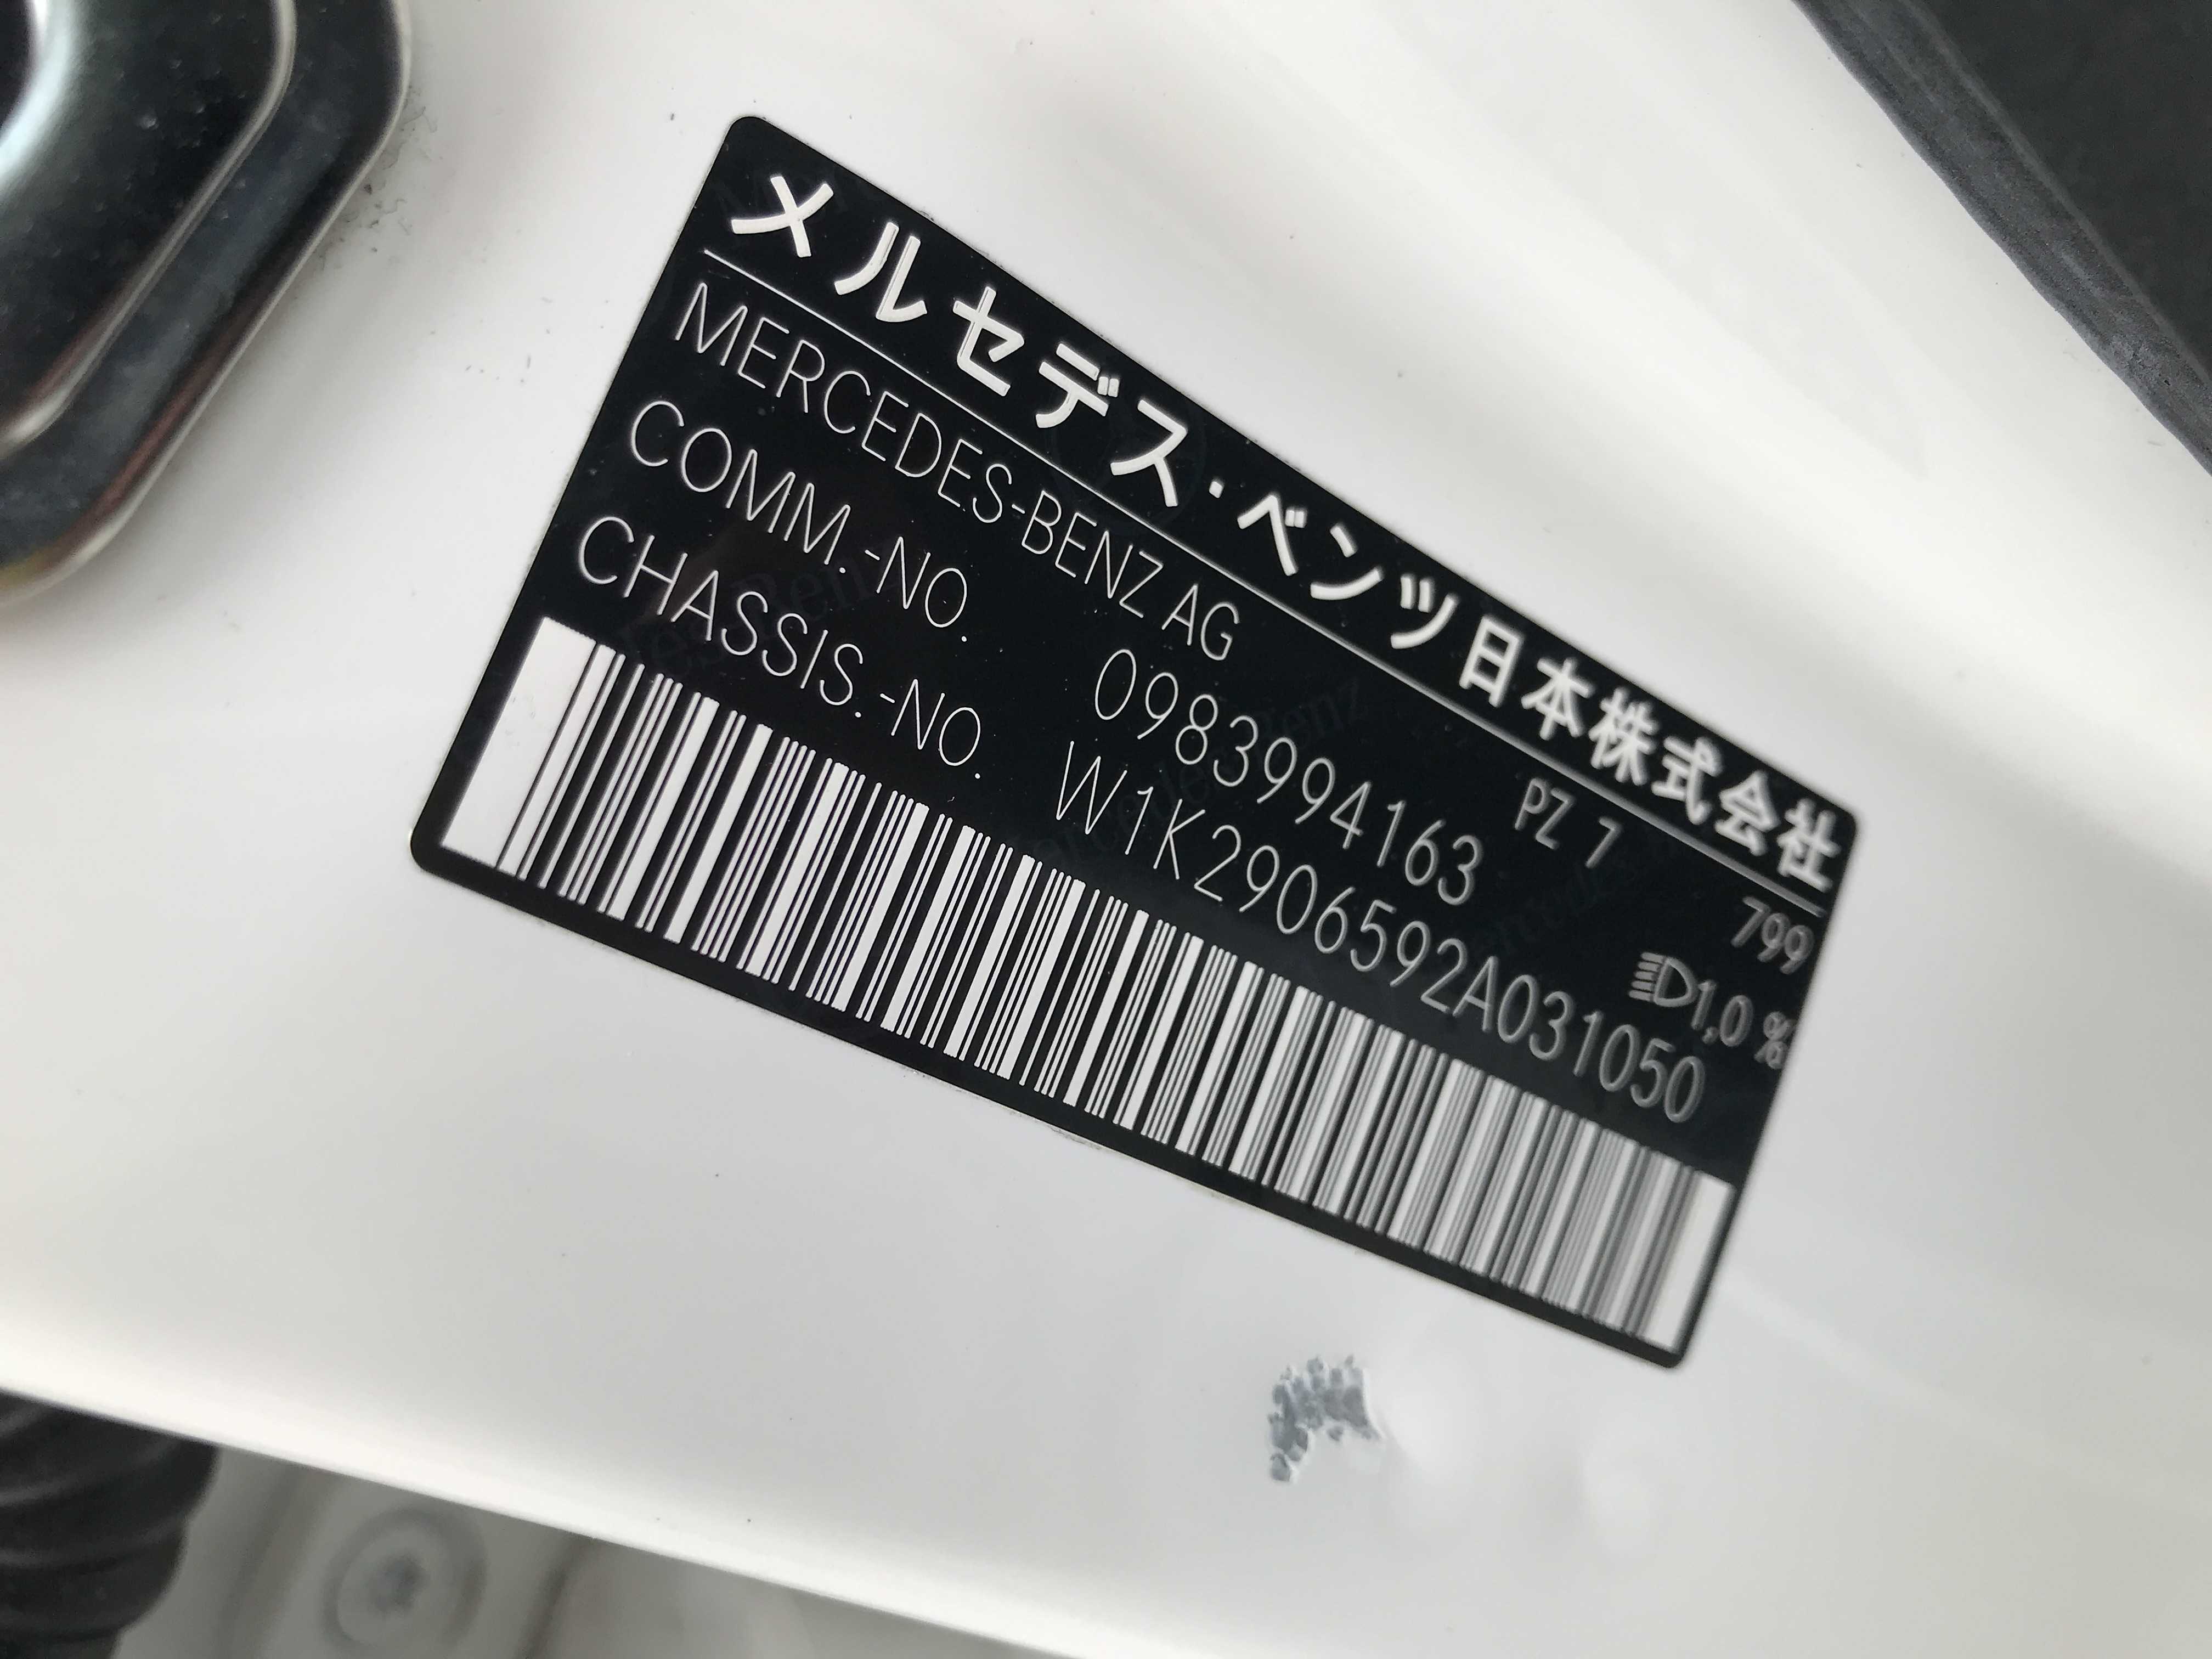 メルセデス・ベンツ日本株式会社
MERCEDES-BENZ AG PZ 7 799
COMM.-NO. 0983994163 1,0 %
CHASSIS.-NO. W1K2906592A031050